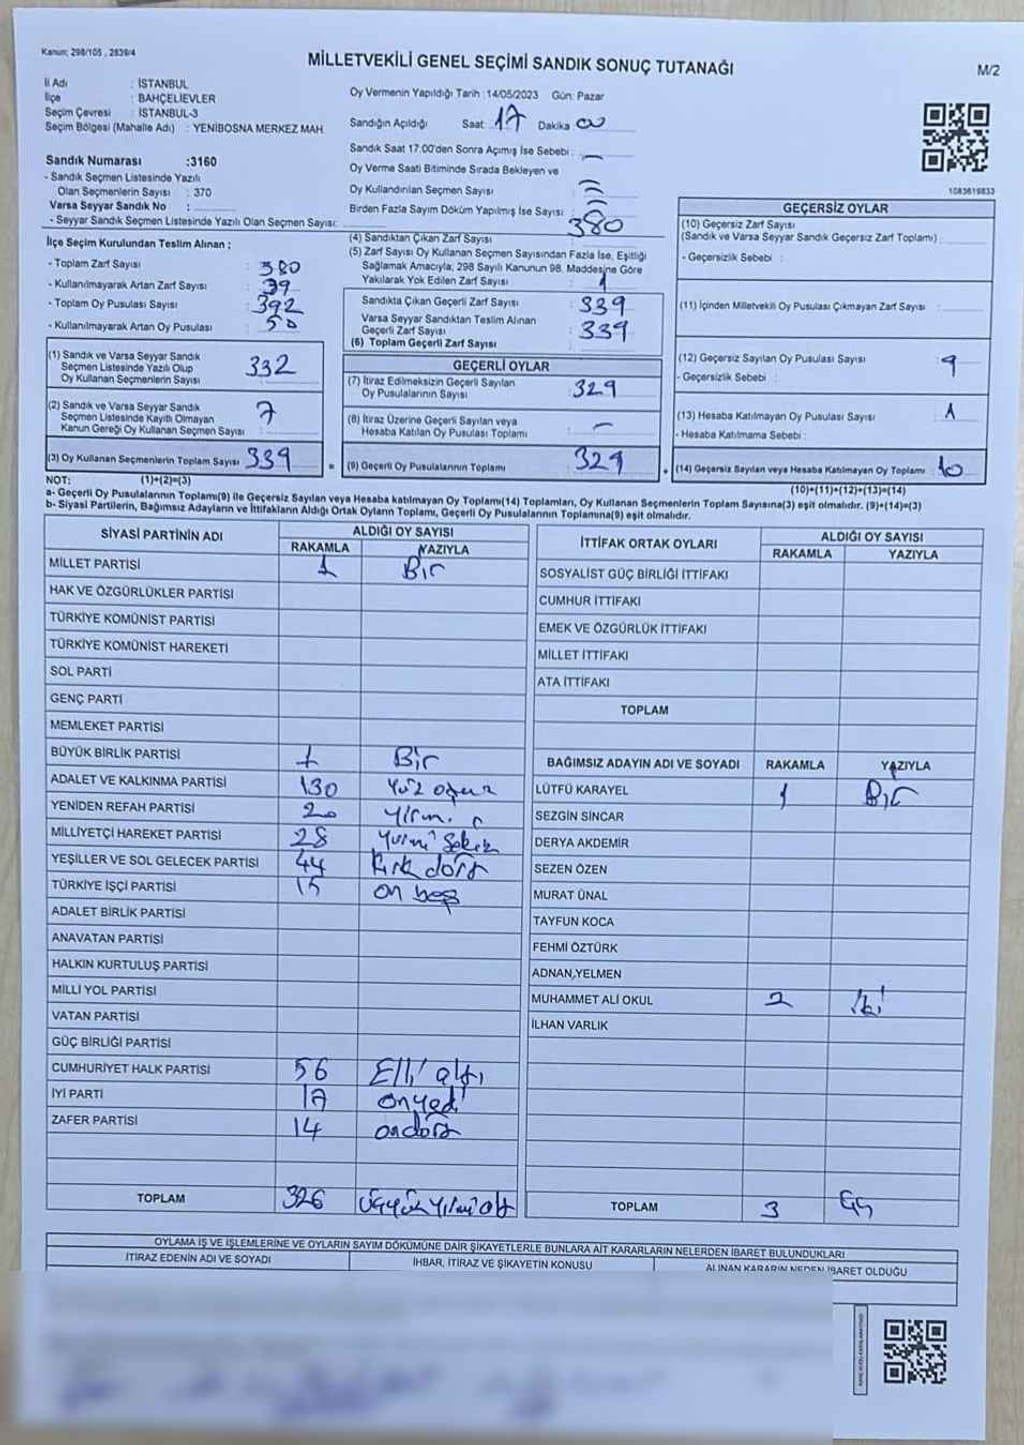 Kanun: 298/105 , 2839/4
MİLLETVEKİLİ GENEL SEÇİMİ SANDIK SONUÇ TUTANAĞI
M/2
İl Adı : İSTANBUL
İlçe : BAHÇELİEVLER
Seçim Çevresi : İSTANBUL-3
Seçim Bölgesi (Mahalle Adı) : YENİBOSNA MERKEZ MAH.
Sandık Numarası :3160
- Sandık Seçmen Listesinde Yazılı
Olan Seçmenlerin Sayısı : 370
Varsa Seyyar Sandık No :
- Seyyar Sandık Seçmen Listesinde Yazılı Olan Seçmen Sayısı:
Oy Vermenin Yapıldığı Tarih :14/05/2023 Gün: Pazar
Sandığın Açıldığı Saat: 17 Dakika 00
Sandık Saat 17.00'den Sonra Açılmış İse Sebebi : —
Oy Verme Saati Bitiminde Sırada Bekleyen ve
Oy Kullandırılan Seçmen Sayısı
Birden Fazla Sayım Döküm Yapılmış İse Sayısı :
1083619833
İlçe Seçim Kurulundan Teslim Alınan ;
- Toplam Zarf Sayısı : 380
- Kullanılmayarak Artan Zarf Sayısı : 39
- Toplam Oy Pusulası Sayısı : 392
- Kullanılmayarak Artan Oy Pusulası : 50
(1) Sandık ve Varsa Seyyar Sandık
Seçmen Listesinde Yazılı Olup
Oy Kullanan Seçmenlerin Sayısı 332
(2) Sandık ve Varsa Seyyar Sandık
Seçmen Listesinde Kayıtlı Olmayan
Kanun Gereği Oy Kullanan Seçmen Sayısı 7
(3) Oy Kullanan Seçmenlerin Toplam Sayısı 339
(4) Sandıktan Çıkan Zarf Sayısı 380
(5) Zarf Sayısı Oy Kullanan Seçmen Sayısından Fazla İse, Eşitliği
Sağlamak Amacıyla, 298 Sayılı Kanunun 98. Maddesine Göre
Yakılarak Yok Edilen Zarf Sayısı : 1
Sandıkta Çıkan Geçerli Zarf Sayısı : 339
Varsa Seyyar Sandıktan Teslim Alınan
Geçerli Zarf Sayısı : 339
(6) Toplam Geçerli Zarf Sayısı
GEÇERLİ OYLAR
(7) İtiraz Edilmeksizin Geçerli Sayılan
Oy Pusulalarının Sayısı : 329
(8) İtiraz Üzerine Geçerli Sayılan veya
Hesaba Katılan Oy Pusulası Toplamı : —
= (9) Geçerli Oy Pusulalarının Toplamı 329
GEÇERSİZ OYLAR
(10) Geçersiz Zarf Sayısı
(Sandık ve Varsa Seyyar Sandık Geçersiz Zarf Toplamı) :
- Geçersizlik Sebebi :
(11) İçinden Milletvekili Oy Pusulası Çıkmayan Zarf Sayısı :
(12) Geçersiz Sayılan Oy Pusulası Sayısı : 9
- Geçersizlik Sebebi :
(13) Hesaba Katılmayan Oy Pusulası Sayısı : 1
- Hesaba Katılmama Sebebi :
+ (14) Geçersiz Sayılan veya Hesaba Katılmayan Oy Toplamı 10
NOT: (1)+(2)=(3) (10)+(11)+(12)+(13)=(14)
a- Geçerli Oy Pusulalarının Toplamı(9) ile Geçersiz Sayılan veya Hesaba katılmayan Oy Toplamı(14) Toplamları, Oy Kullanan Seçmenlerin Toplam Sayısına(3) eşit olmalıdır. (9)+(14)=(3)
b- Siyasi Partilerin, Bağımsız Adayların ve İttifakların Aldığı Ortak Oyların Toplamı, Geçerli Oy Pusulalarının Toplamına(9) eşit olmalıdır.
SİYASİ PARTİNİN ADI ALDIĞI OY SAYISI
RAKAMLA YAZIYLA
MİLLET PARTİSİ 1 Bir
HAK VE ÖZGÜRLÜKLER PARTİSİ
TÜRKİYE KOMÜNİST PARTİSİ
TÜRKİYE KOMÜNİST HAREKETİ
SOL PARTİ
GENÇ PARTİ
MEMLEKET PARTİSİ
BÜYÜK BİRLİK PARTİSİ 1 Bir
ADALET VE KALKINMA PARTİSİ 130 Yüz otuz
YENİDEN REFAH PARTİSİ 20 Yirmi
MİLLİYETÇİ HAREKET PARTİSİ 28 Yirmi Sekiz
YEŞİLLER VE SOL GELECEK PARTİSİ 44 Kırk dört
TÜRKİYE İŞÇİ PARTİSİ 15 on beş
ADALET BİRLİK PARTİSİ
ANAVATAN PARTİSİ
HALKIN KURTULUŞ PARTİSİ
MİLLİ YOL PARTİSİ
VATAN PARTİSİ
GÜÇ BİRLİĞİ PARTİSİ
CUMHURİYET HALK PARTİSİ 56 Elli altı
İYİ PARTİ 17 onyedi
ZAFER PARTİSİ 14 ondört
TOPLAM 326 Üçyüz yirmi altı
İTTİFAK ORTAK OYLARI ALDIĞI OY SAYISI
RAKAMLA YAZIYLA
SOSYALİST GÜÇ BİRLİĞİ İTTİFAKI
CUMHUR İTTİFAKI
EMEK VE ÖZGÜRLÜK İTTİFAKI
MİLLET İTTİFAKI
ATA İTTİFAKI
TOPLAM
BAĞIMSIZ ADAYIN ADI VE SOYADI RAKAMLA YAZIYLA
LÜTFÜ KARAYEL 1 Bir
SEZGİN SİNCAR
DERYA AKDEMİR
SEZEN ÖZEN
MURAT ÜNAL
TAYFUN KOCA
FEHMİ ÖZTÜRK
ADNAN YELMEN
MUHAMMET ALİ OKUL 2 İki
İLHAN VARLIK
TOPLAM 3 Üç
OYLAMA İŞ VE İŞLEMLERİNE VE OYLARIN SAYIM DÖKÜMÜNE DAİR ŞİKAYETLERLE BUNLARA AİT KARARLARIN NELERDEN İBARET BULUNDUKLARI
İTİRAZ EDENİN ADI VE SOYADI İHBAR, İTİRAZ VE ŞİKAYETİN KONUSU ALINAN KARARIN NEDEN İBARET OLDUĞU